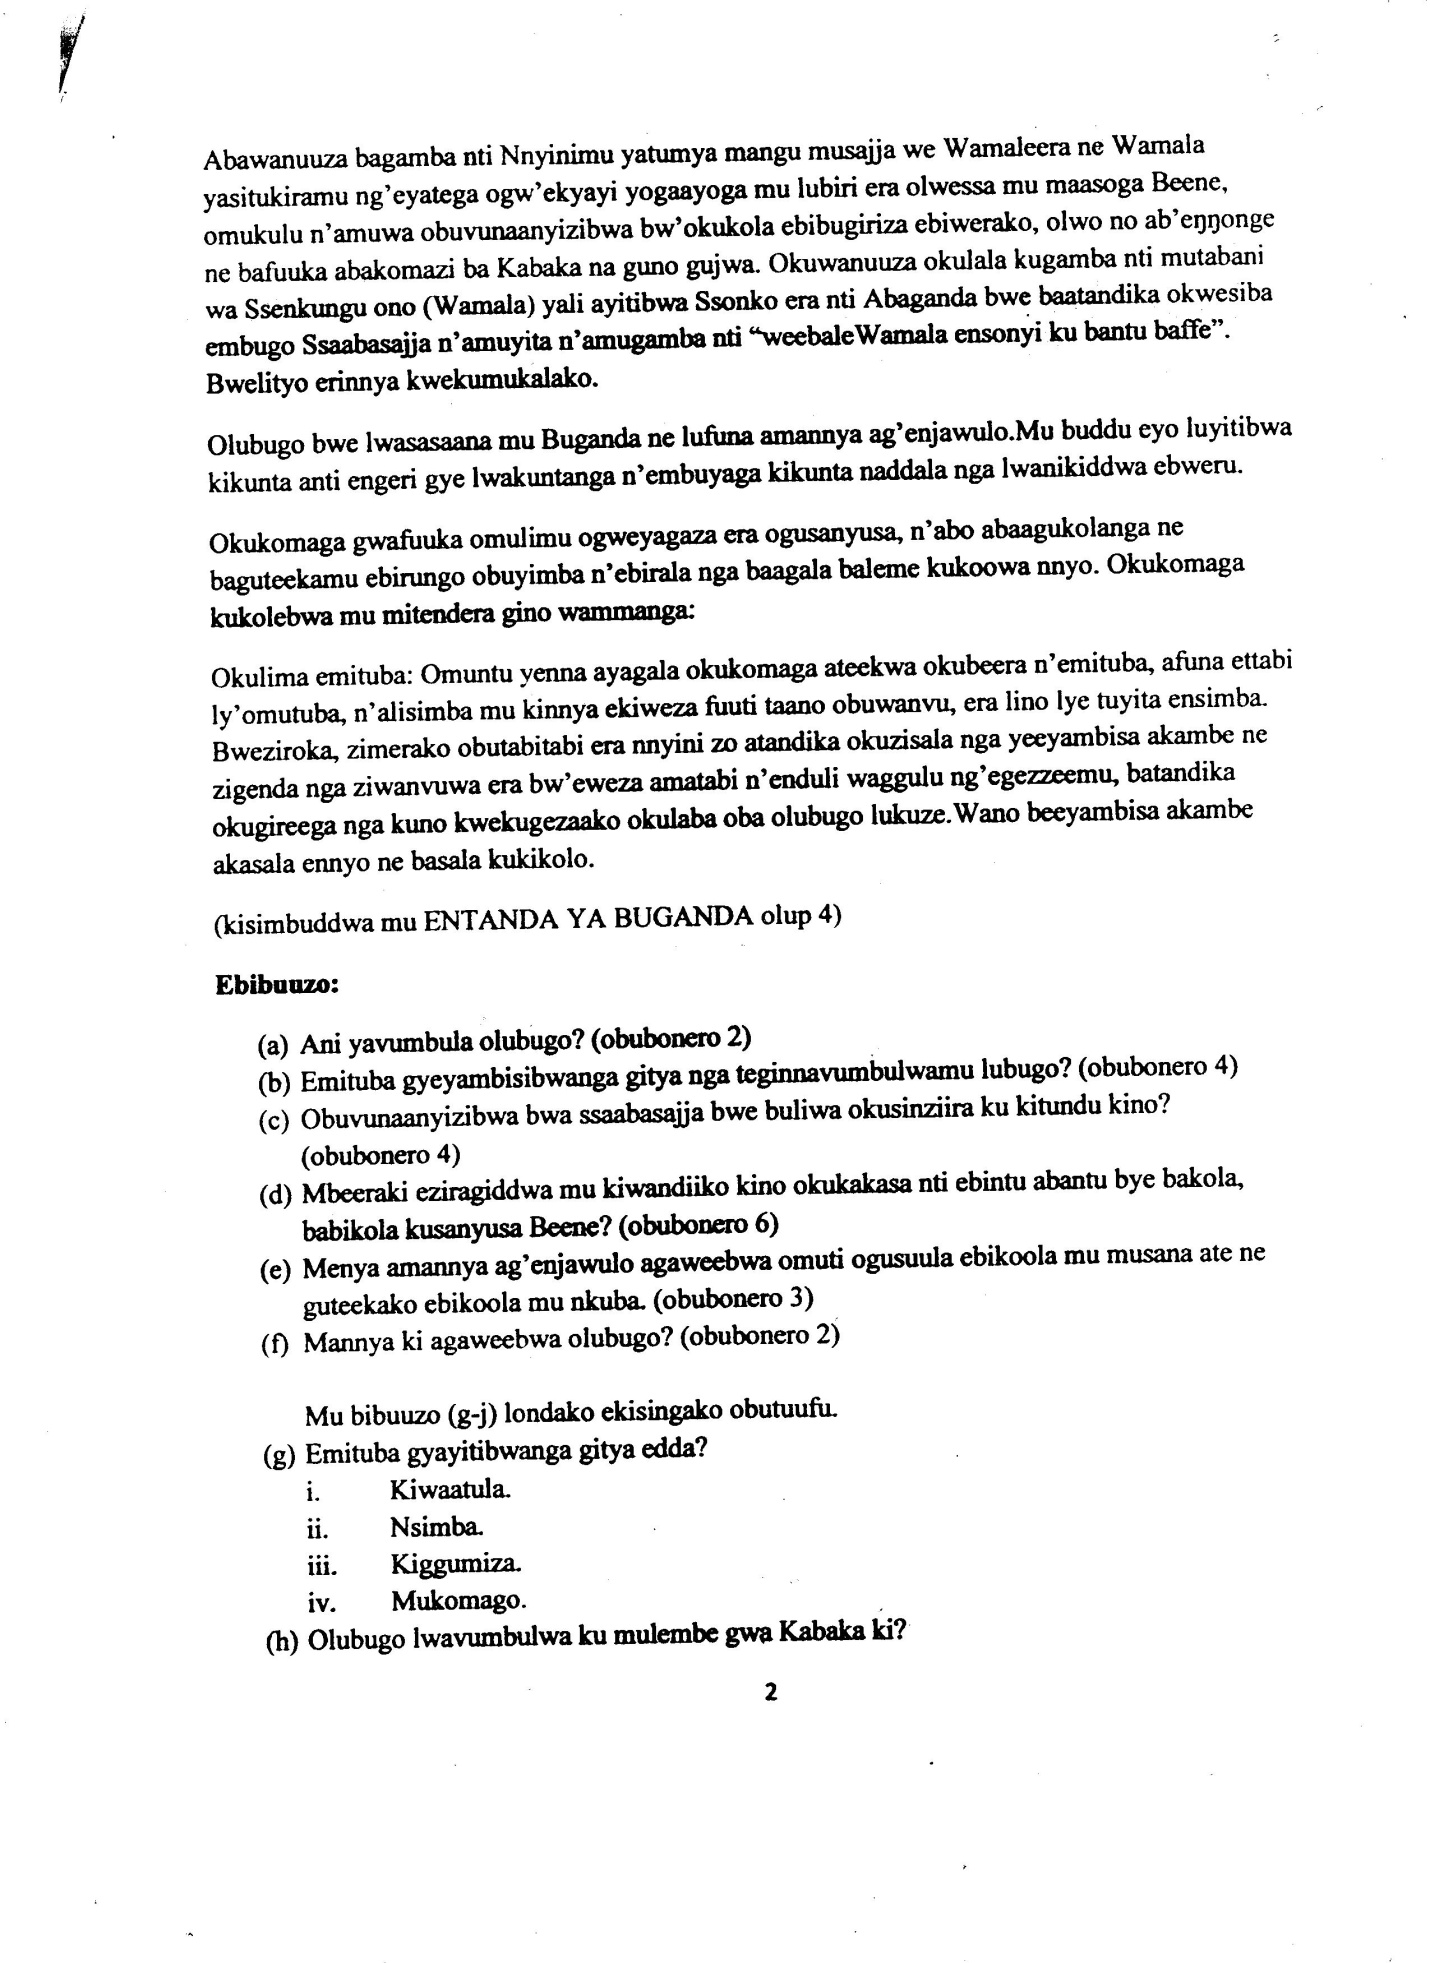 Abawanuuza bagamba nti Nnyinimu yatumya mangu musajja we Wamaleera ne Wamala
yasitukiramu ng'eyatega ogw'ekyayi yogaayoga mu lubiri era olwessa mu maasoga Beene,
omukulu n'amuwa obuvunaanyizibwa bw'okukola ebibugiriza ebiwerako, olwo no ab'eŋŋonge
ne bafuuka abakomazi ba Kabaka na guno gujwa. Okuwanuuza okulala kugamba nti mutabani
wa Ssenkungu ono (Wamala) yali ayitibwa Ssonko era nti Abaganda bwe baatandika okwesiba
embugo Ssaabasajja n'amuyita n'amugamba nti “weebaleWamala ensonyi ku bantu baffe”.
Bwelityo erinnya kwekumukalako.
Olubugo bwe lwasasaana mu Buganda ne lufuna amannya ag'enjawulo.Mu buddu eyo luyitibwa
kikunta anti engeri gye lwakuntanga n'embuyaga kikunta naddala nga lwanikiddwa ebweru.
Okukomaga gwafuuka omulimu ogweyagaza era ogusanyusa, n'abo abaagukolanga ne
baguteekamu ebirungo obuyimba n'ebirala nga baagala baleme kukoowa nnyo. Okukomaga
kukolebwa mu mitendera gino wammanga:
Okulima emituba: Omuntu yenna ayagala okukomaga ateekwa okubeera n'emituba, afuna ettabi
ly'omutuba, n'alisimba mu kinnya ekiweza fuuti taano obuwanvu, era lino lye tuyita ensimba.
Bweziroka, zimerako obutabitabi era nnyini zo atandika okuzisala nga yeeyambisa akambe ne
zigenda nga ziwanvuwa era bw'eweza amatabi n'enduli waggulu ng'egezzeemu, batandika
okugireega nga kuno kwekugezaako okulaba oba olubugo lukuze.Wano beeyambisa akambe
akasala ennyo ne basala kukikolo.
(kisimbuddwa mu ENTANDA YA BUGANDA olup 4)
Ebibuuzo:
(a) Ani yavumbula olubugo? (obubonero 2)
(b) Emituba gyeyambisibwanga gitya nga teginnavumbulwamu lubugo? (obubonero 4)
(c) Obuvunaanyizibwa bwa ssaabasajja bwe buliwa okusinziira ku kitundu kino?
(obubonero 4)
(d) Mbeeraki eziragiddwa mu kiwandiiko kino okukakasa nti ebintu abantu bye bakola,
babikola kusanyusa Beene? (obubonero 6)
(e) Menya amannya ag'enjawulo agaweebwa omuti ogusuula ebikoola mu musana ate ne
guteekako ebikoola mu nkuba. (obubonero 3)
(f) Mannya ki agaweebwa olubugo? (obubonero 2)
Mu bibuuzo (g-j) londako ekisingako obutuufu.
(g) Emituba gyayitibwanga gitya edda?
i. Kiwaatula.
ii. Nsimba.
iii. Kiggumiza.
iv. Mukomago.
(h) Olubugo lwavumbulwa ku mulembe gwa Kabaka ki?
2